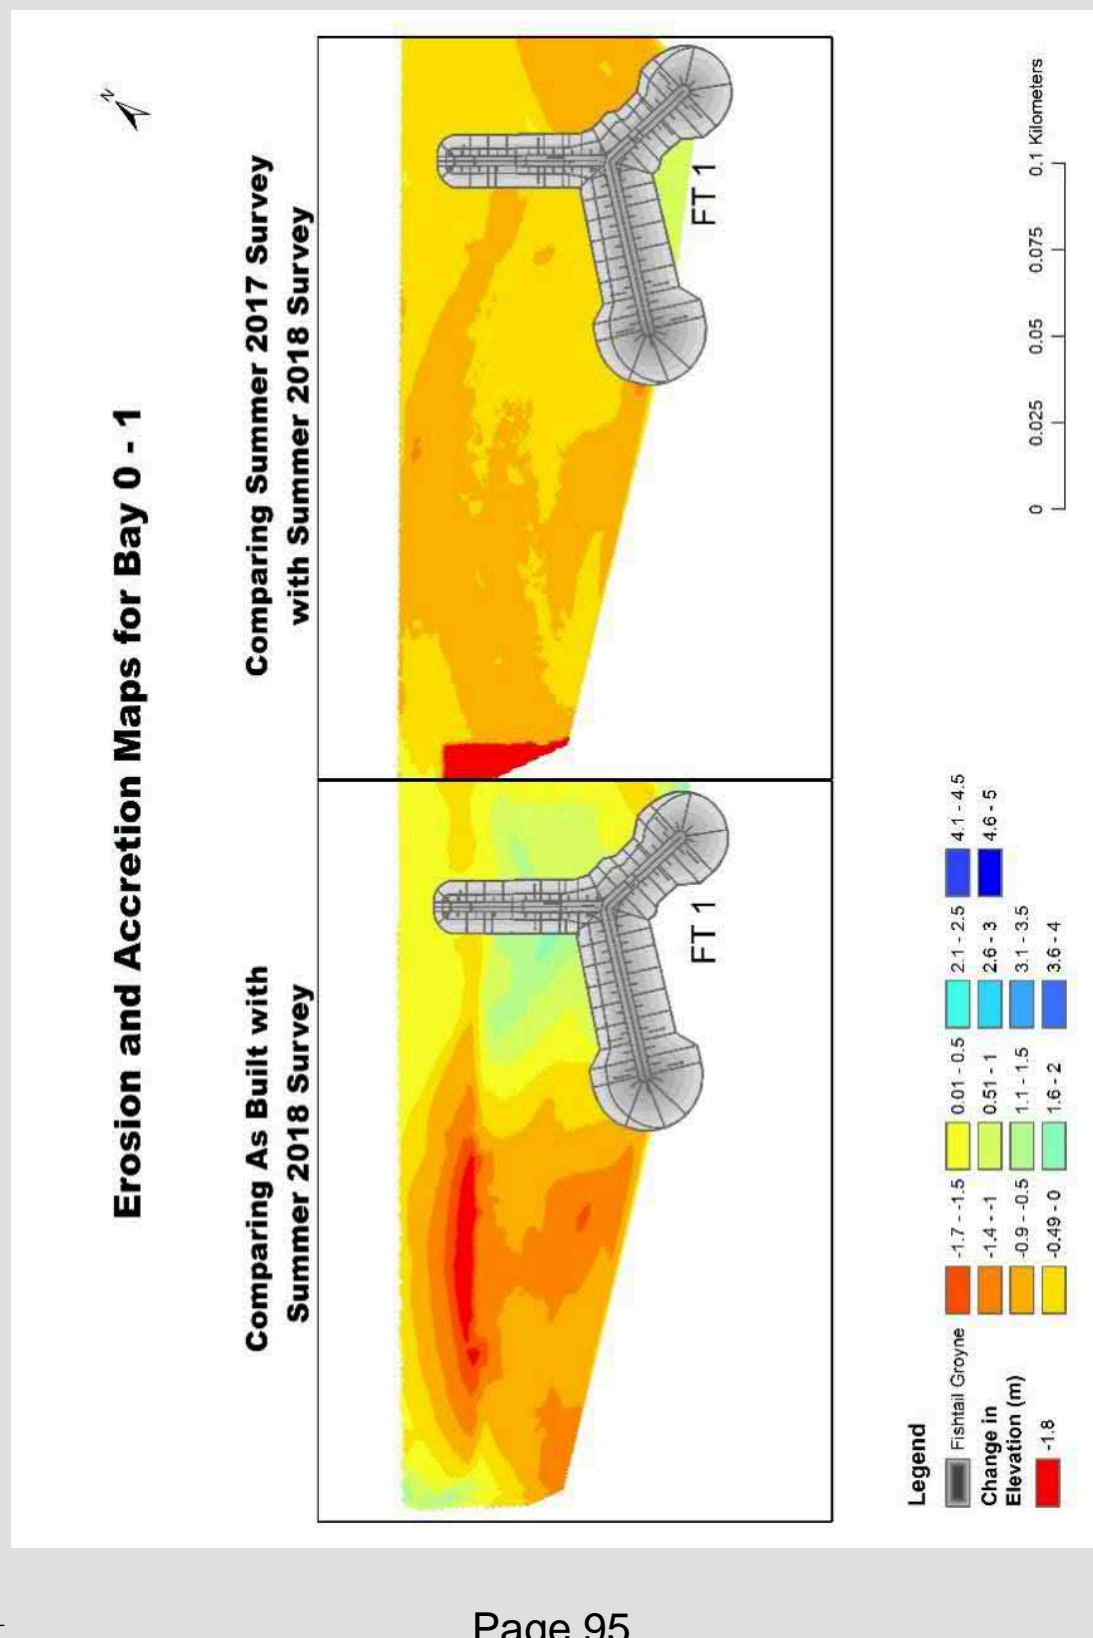 Erosion and Accretion Maps for Bay 0 - 1
N
Comparing As Built with
Summer 2018 Survey
Comparing Summer 2017 Survey
with Summer 2018 Survey
FT 1
FT 1
Legend
Fishtail Groyne
Change in
Elevation (m)
-1.8
-1.7 - -1.5
-1.4 - -1
-0.9 - -0.5
-0.49 - 0
0.01 - 0.5
0.51 - 1
1.1 - 1.5
1.6 - 2
2.1 - 2.5
2.6 - 3
3.1 - 3.5
3.6 - 4
4.1 - 4.5
4.6 - 5
0 0.025 0.05 0.075 0.1 Kilometers
Page 95